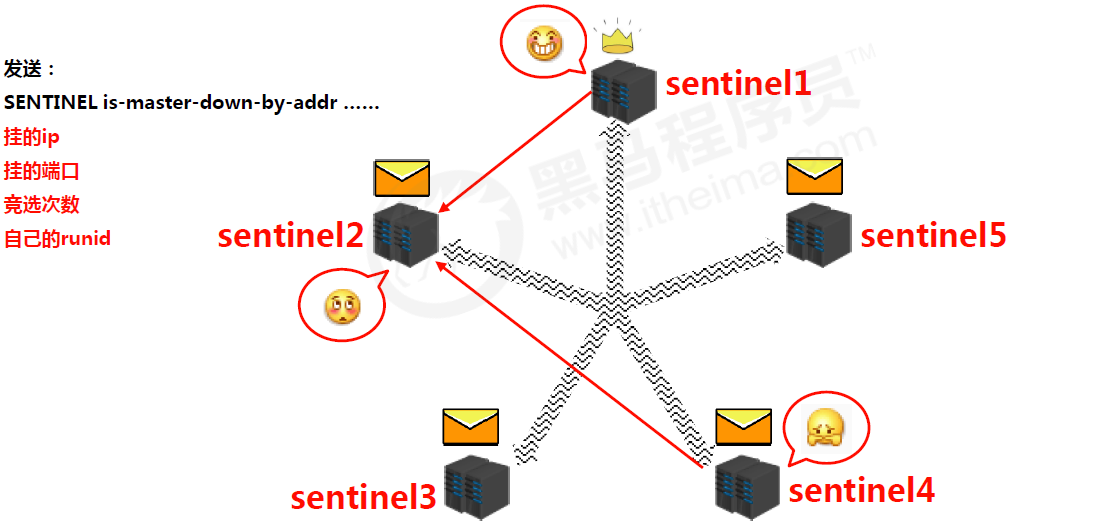 发送：
SENTINEL is-master-down-by-addr ……
挂的ip
挂的端口
竞选次数
自己的runid
sentinel1
sentinel2
sentinel5
sentinel3
sentinel4
黑马程序员™
www.itheima.com